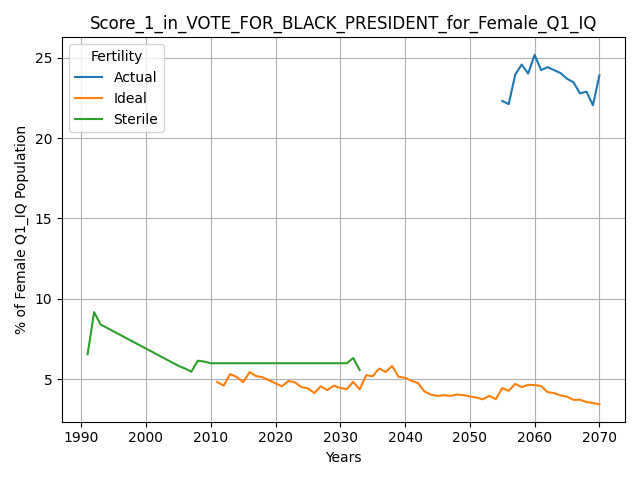 Score_1_in_VOTE_FOR_BLACK_PRESIDENT_for_Female_Q1_IQ
Fertility
Actual
Ideal
Sterile
% of Female Q1_IQ Population
25
20
15
10
5
1990 2000 2010 2020 2030 2040 2050 2060 2070
Years